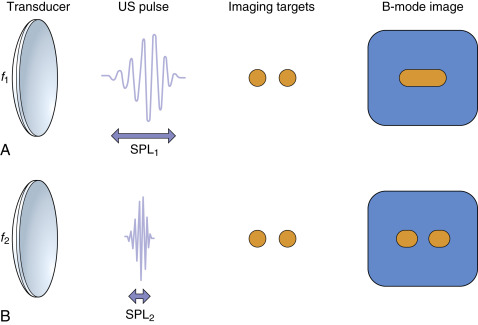 Transducer US pulse Imaging targets B-mode image
f1
SPL1
A
f2
SPL2
B